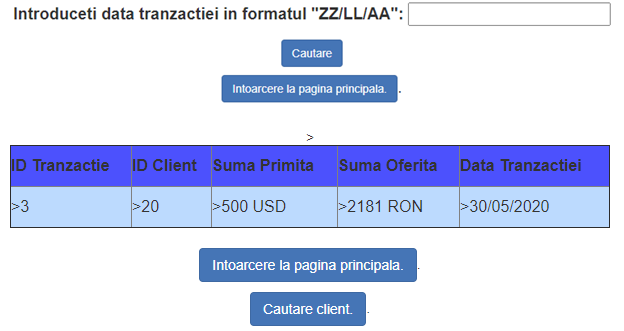 Introduceti data tranzactiei in formatul "ZZ/LL/AA":
Cautare
Intoarcere la pagina principala. .
>
ID Tranzactie ID Client Suma Primita Suma Oferita Data Tranzactiei
>3 >20 >500 USD >2181 RON >30/05/2020
Intoarcere la pagina principala. .
Cautare client. .